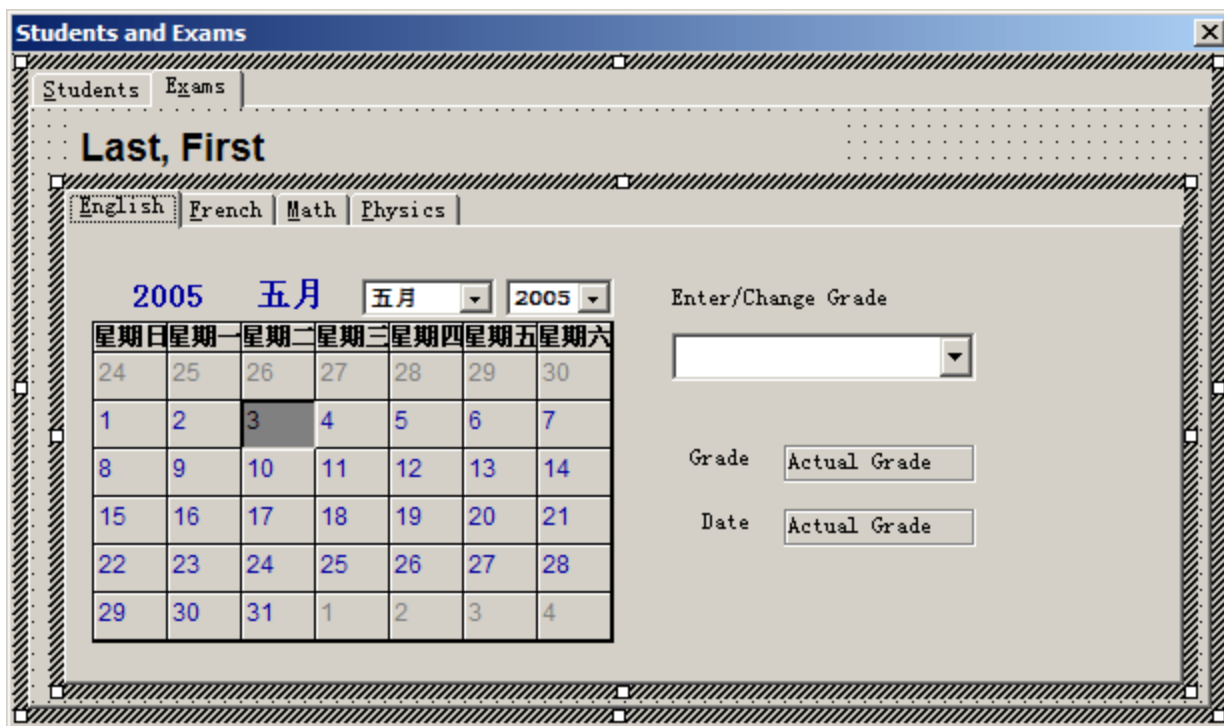 Students and Exams
Students Exams
Last, First
English French Math Physics
2005 五月 五月 2005
Enter/Change Grade
星期日 星期一 星期二 星期三 星期四 星期五 星期六
24 25 26 27 28 29 30
1 2 3 4 5 6 7
8 9 10 11 12 13 14
15 16 17 18 19 20 21
22 23 24 25 26 27 28
29 30 31 1 2 3 4
Grade Actual Grade
Date Actual Grade